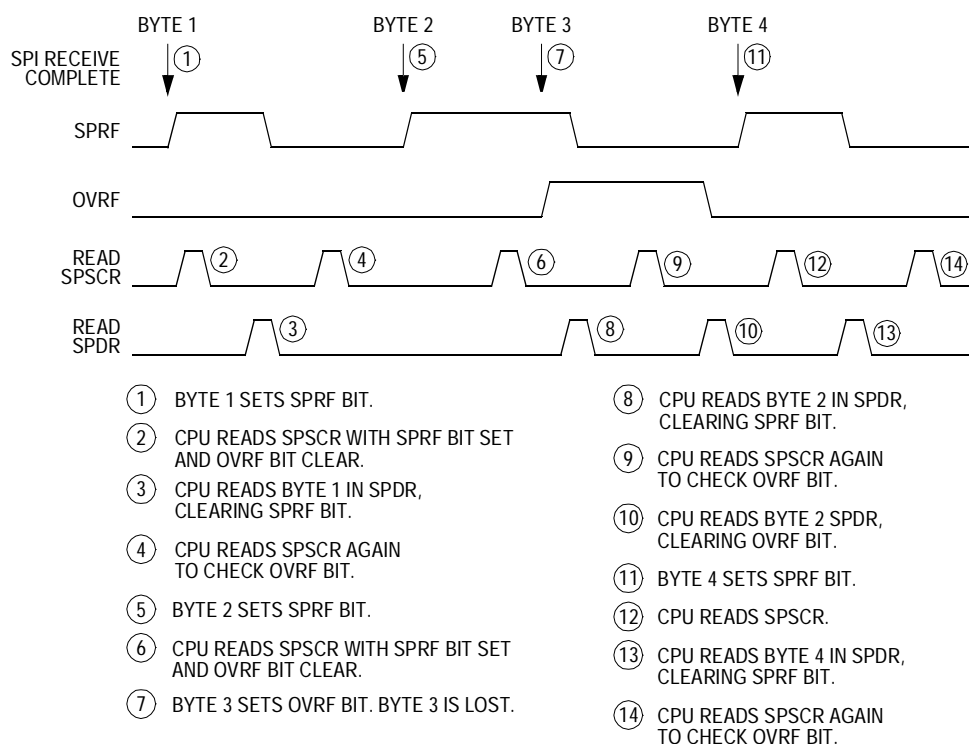 BYTE 1 BYTE 2 BYTE 3 BYTE 4
SPI RECEIVE
COMPLETE
1 5 7 11
SPRF
OVRF
READ
SPSCR
2 4 6 9 12 14
READ
SPDR
3 8 10 13
1 BYTE 1 SETS SPRF BIT.
2 CPU READS SPSCR WITH SPRF BIT SET
AND OVRF BIT CLEAR.
3 CPU READS BYTE 1 IN SPDR,
CLEARING SPRF BIT.
4 CPU READS SPSCR AGAIN
TO CHECK OVRF BIT.
5 BYTE 2 SETS SPRF BIT.
6 CPU READS SPSCR WITH SPRF BIT SET
AND OVRF BIT CLEAR.
7 BYTE 3 SETS OVRF BIT. BYTE 3 IS LOST.
8 CPU READS BYTE 2 IN SPDR,
CLEARING SPRF BIT.
9 CPU READS SPSCR AGAIN
TO CHECK OVRF BIT.
10 CPU READS BYTE 2 SPDR,
CLEARING OVRF BIT.
11 BYTE 4 SETS SPRF BIT.
12 CPU READS SPSCR.
13 CPU READS BYTE 4 IN SPDR,
CLEARING SPRF BIT.
14 CPU READS SPSCR AGAIN
TO CHECK OVRF BIT.